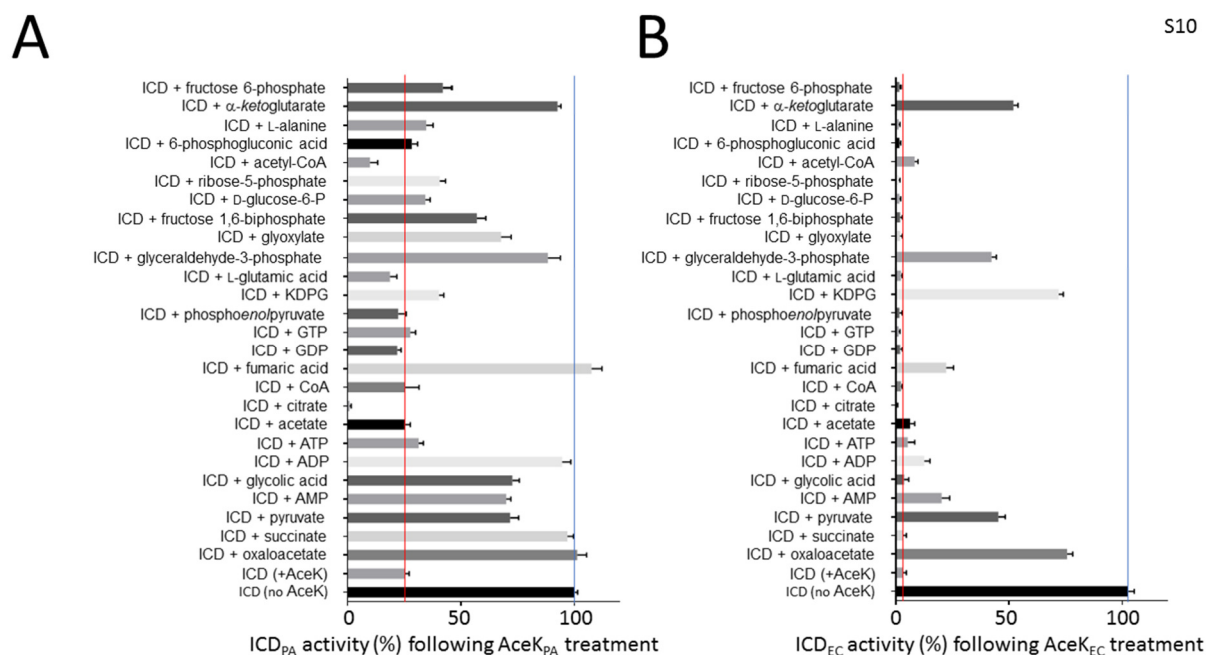 A
B
S10
ICD + fructose 6-phosphate
ICD + α-ketoglutarate
ICD + L-alanine
ICD + 6-phosphogluconic acid
ICD + acetyl-CoA
ICD + ribose-5-phosphate
ICD + D-glucose-6-P
ICD + fructose 1,6-biphosphate
ICD + glyoxylate
ICD + glyceraldehyde-3-phosphate
ICD + L-glutamic acid
ICD + KDPG
ICD + phosphoenolpyruvate
ICD + GTP
ICD + GDP
ICD + fumaric acid
ICD + CoA
ICD + citrate
ICD + acetate
ICD + ATP
ICD + ADP
ICD + glycolic acid
ICD + AMP
ICD + pyruvate
ICD + succinate
ICD + oxaloacetate
ICD (+AceK)
ICD (no AceK)
0 50 100
ICDPA activity (%) following AceKPA treatment
ICD + fructose 6-phosphate
ICD + α-ketoglutarate
ICD + L-alanine
ICD + 6-phosphogluconic acid
ICD + acetyl-CoA
ICD + ribose-5-phosphate
ICD + D-glucose-6-P
ICD + fructose 1,6-biphosphate
ICD + glyoxylate
ICD + glyceraldehyde-3-phosphate
ICD + L-glutamic acid
ICD + KDPG
ICD + phosphoenolpyruvate
ICD + GTP
ICD + GDP
ICD + fumaric acid
ICD + CoA
ICD + citrate
ICD + acetate
ICD + ATP
ICD + ADP
ICD + glycolic acid
ICD + AMP
ICD + pyruvate
ICD + succinate
ICD + oxaloacetate
ICD (+AceK)
ICD (no AceK)
0 50 100
ICDEC activity (%) following AceKEC treatment